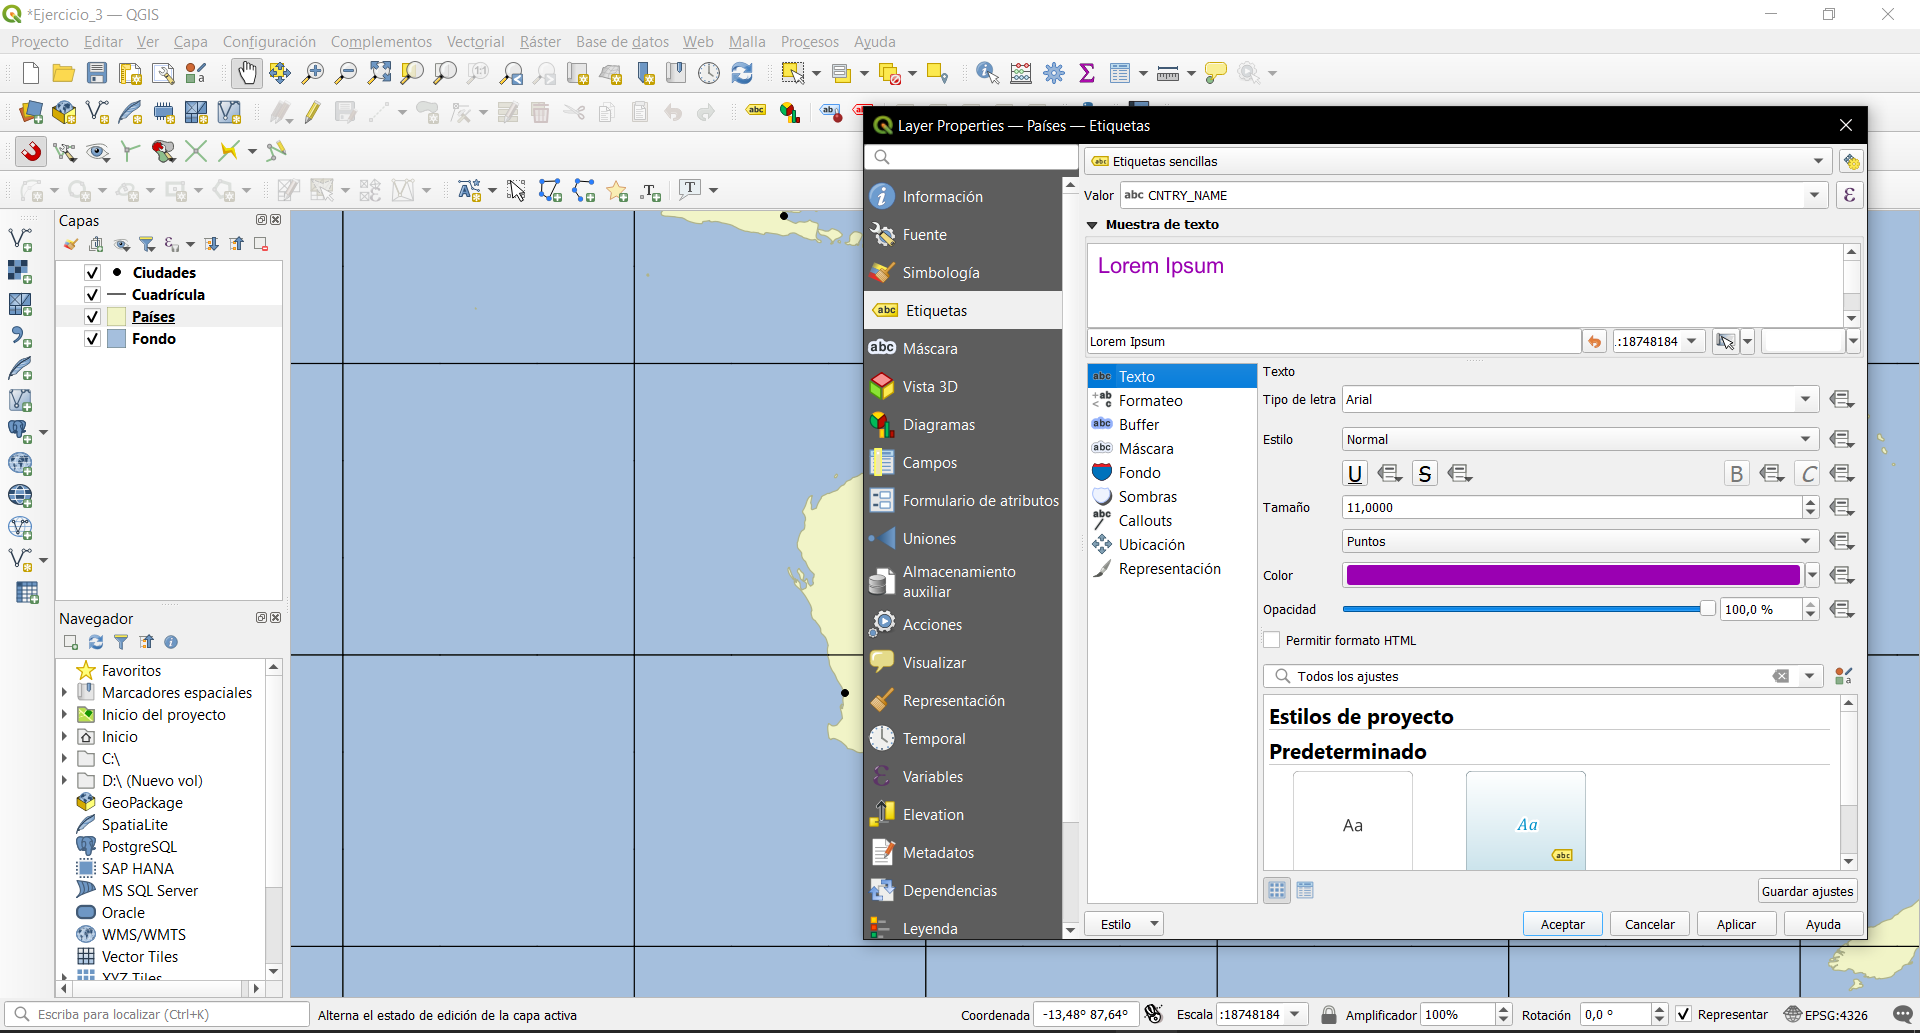 *Ejercicio_3 — QGIS
Proyecto Editar Ver Capa Configuración Complementos Vectorial Ráster Base de datos Web Malla Procesos Ayuda
Layer Properties — Países — Etiquetas
Capas
Ciudades
Cuadrícula
Países
Fondo
Navegador
Favoritos
Marcadores espaciales
Inicio del proyecto
Inicio
C:\
D:\ (Nuevo vol)
GeoPackage
SpatiaLite
PostgreSQL
SAP HANA
MS SQL Server
Oracle
WMS/WMTS
Vector Tiles
XYZ Tiles
Información
Fuente
Simbología
abc Etiquetas
abc Máscara
Vista 3D
Diagramas
Campos
Formulario de atributos
Uniones
Almacenamiento
auxiliar
Acciones
Visualizar
Representación
Temporal
Variables
Elevation
Metadatos
Dependencias
Leyenda
abc Etiquetas sencillas
Valor abc CNTRY_NAME ε
Muestra de texto
Lorem Ipsum
Lorem Ipsum .:18748184
abc Texto
+ab < c Formateo
abc Buffer
abc Máscara
Fondo
Sombras
abc Callouts
Ubicación
Representación
Texto
Tipo de letra Arial
Estilo Normal
U S B C
Tamaño 11,0000
Puntos
Color
Opacidad 100,0 %
Permitir formato HTML
Todos los ajustes
Estilos de proyecto
Predeterminado
Aa Aa
abc
Guardar ajustes
Estilo Aceptar Cancelar Aplicar Ayuda
Escriba para localizar (Ctrl+K) Alterna el estado de edición de la capa activa Coordenada -13,48° 87,64° Escala :18748184 Amplificador 100% Rotación 0,0 ° Representar EPSG:4326